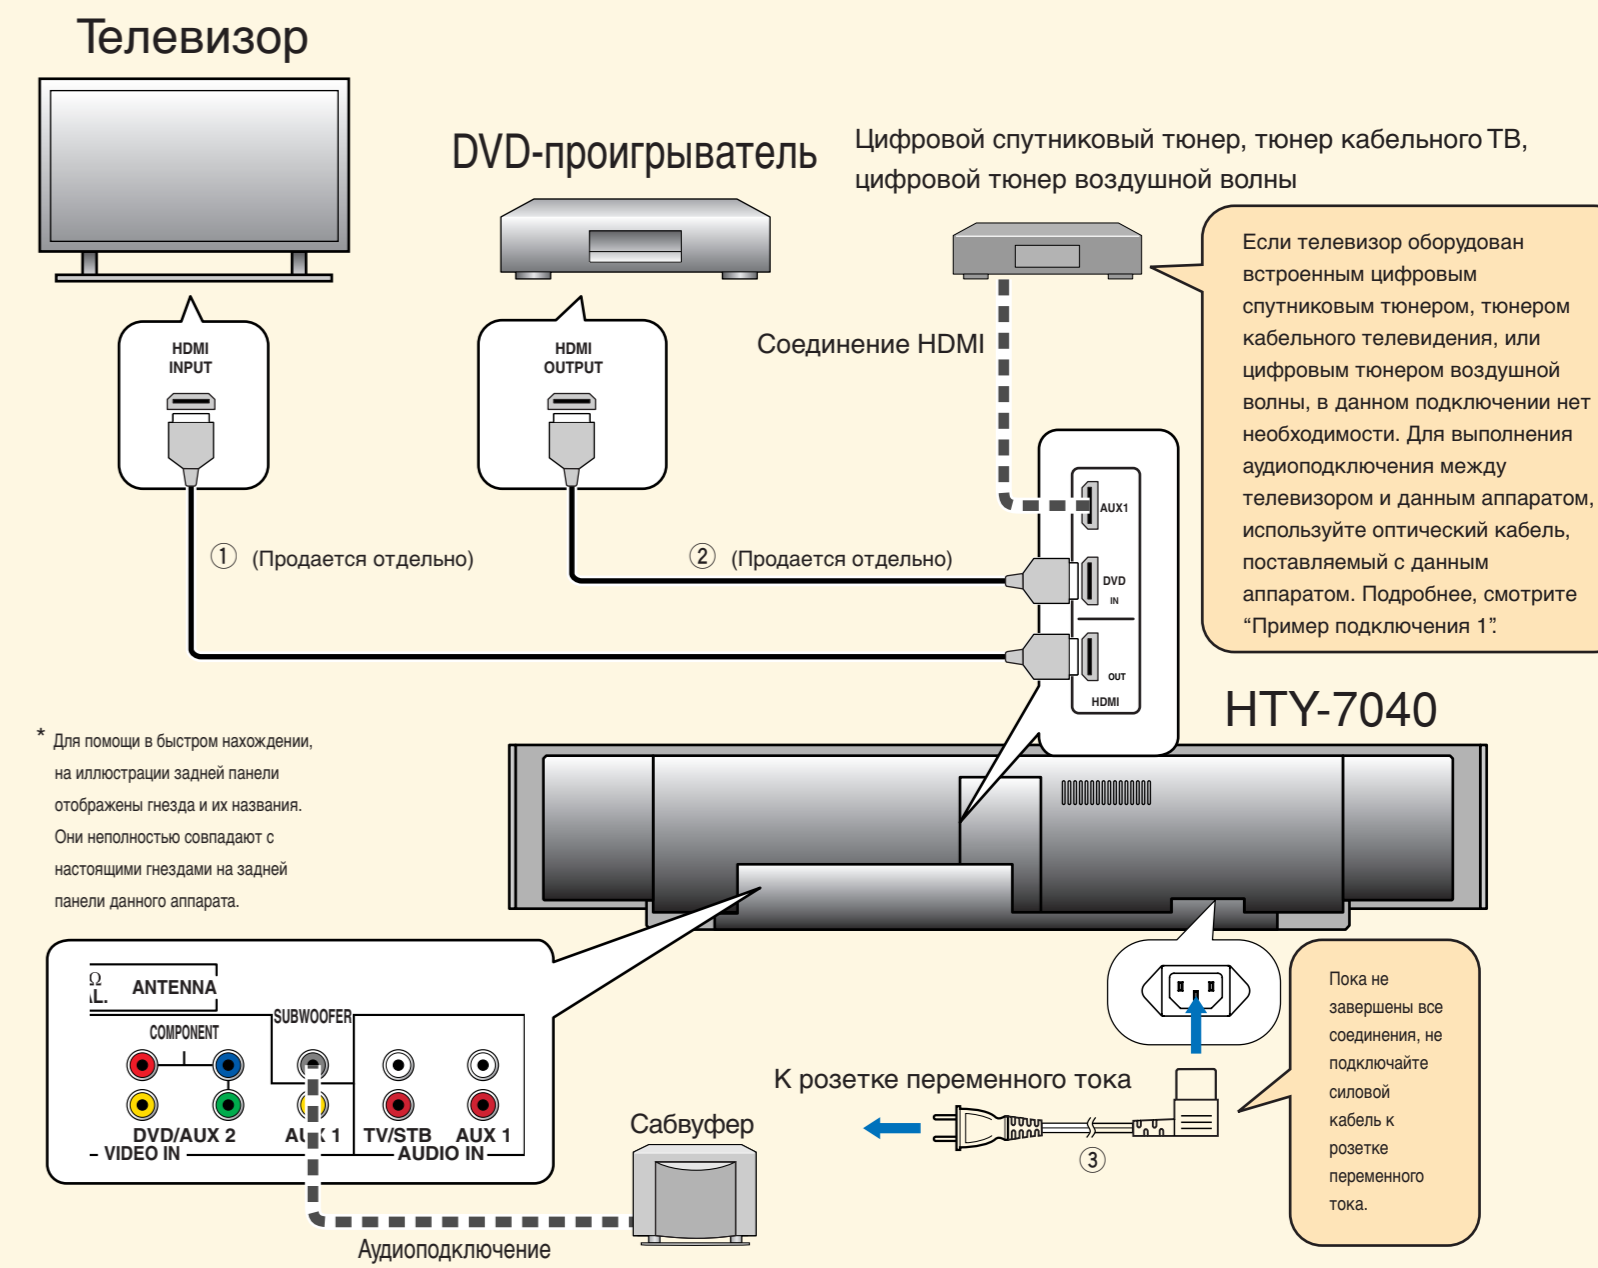 Телевизор
DVD-проигрыватель
Цифровой спутниковый тюнер, тюнер кабельного ТВ,
цифровой тюнер воздушной волны
Если телевизор оборудован
встроенным цифровым
спутниковым тюнером, тюнером
кабельного телевидения, или
цифровым тюнером воздушной
волны, в данном подключении нет
необходимости. Для выполнения
аудиоподключения между
телевизором и данным аппаратом,
используйте оптический кабель,
поставляемый с данным
аппаратом. Подробнее, смотрите
“Пример подключения 1”.
HDMI
INPUT
HDMI
OUTPUT
Соединение HDMI
① (Продается отдельно)
② (Продается отдельно)
AUX1
DVD
IN
OUT
HDMI
HTY-7040
* Для помощи в быстром нахождении,
на иллюстрации задней панели
отображены гнезда и их названия.
Они неполностью совпадают с
настоящими гнездами на задней
панели данного аппарата.
Ω
AL.
ANTENNA
SUBWOOFER
COMPONENT
DVD/AUX 2
AUX 1
TV/STB
AUX 1
VIDEO IN
AUDIO IN
Сабвуфер
Аудиоподключение
К розетке переменного тока
③
Пока не
завершены все
соединения, не
подключайте
силовой
кабель к
розетке
переменного
тока.